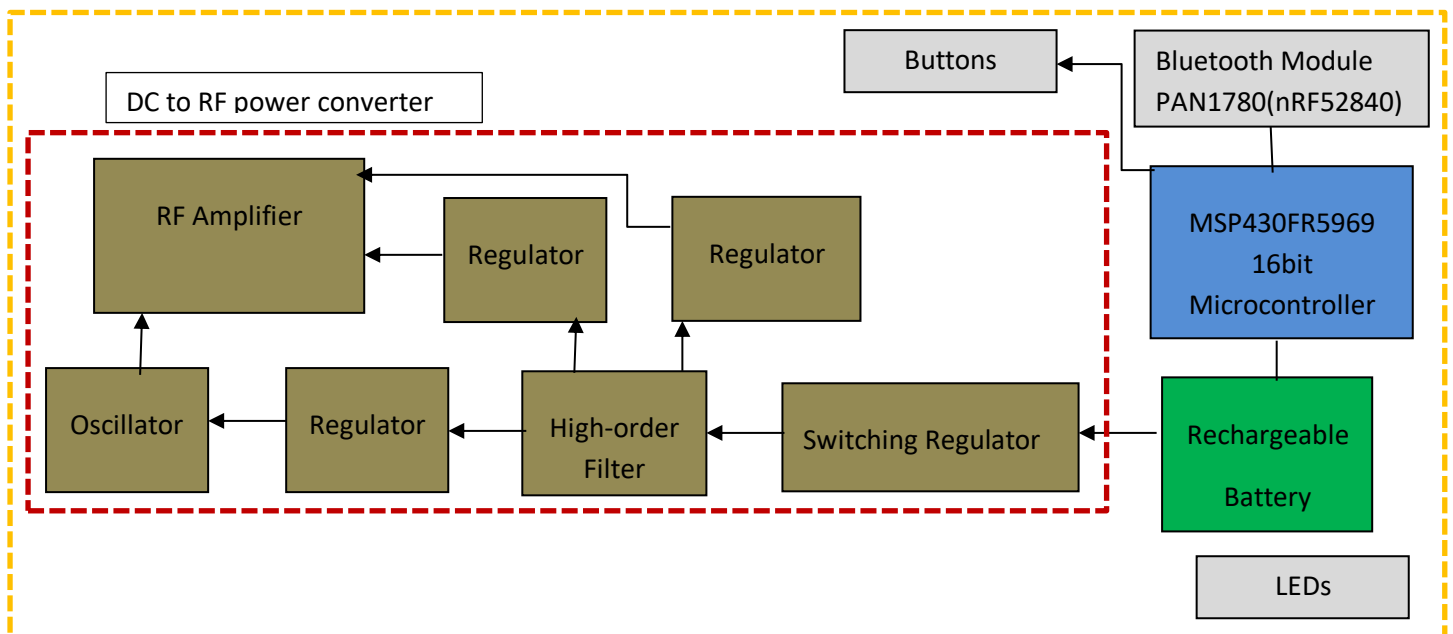 Buttons
Bluetooth Module
PAN1780(nRF52840)
DC to RF power converter
RF Amplifier
Regulator
Regulator
MSP430FR5969
16bit
Microcontroller
Oscillator
Regulator
High-order
Filter
Switching Regulator
Rechargeable
Battery
LEDs